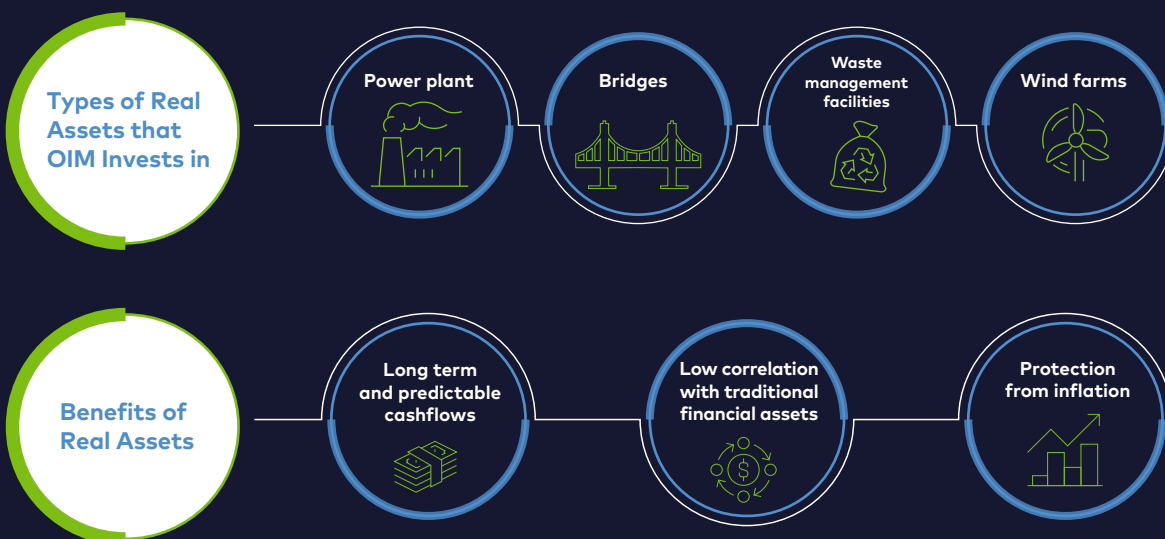 Types of Real
Assets that
OIM Invests in
Power plant
Bridges
Waste
management
facilities
Wind farms
Benefits of
Real Assets
Long term
and predictable
cashflows
Low correlation
with traditional
financial assets
$
Protection
from inflation